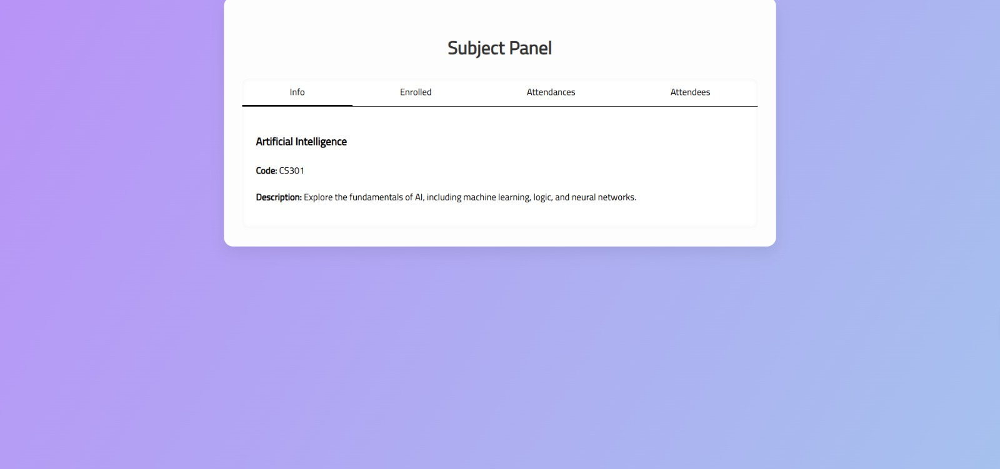 Subject Panel
Info Enrolled Attendances Attendees
Artificial Intelligence
Code: CS301
Description: Explore the fundamentals of AI, including machine learning, logic, and neural networks.